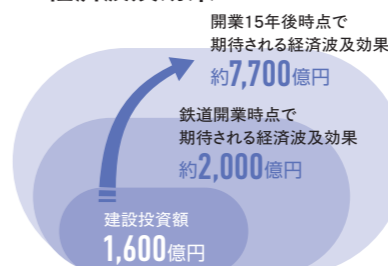 開業15年後時点で
期待される経済波及効果
約7,700億円
鉄道開業時点で
期待される経済波及効果
約2,000億円
建設投資額
1,600億円